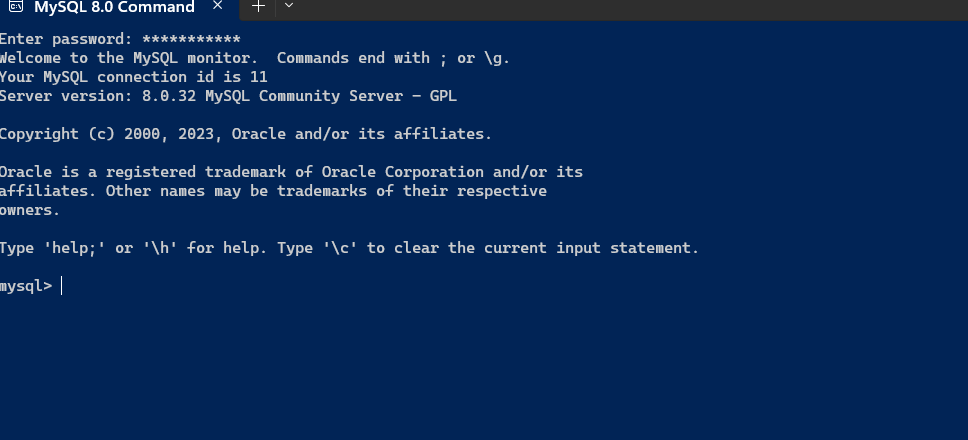 MySQL 8.0 Command
Enter password: ***********
Welcome to the MySQL monitor.  Commands end with ; or \g.
Your MySQL connection id is 11
Server version: 8.0.32 MySQL Community Server - GPL
Copyright (c) 2000, 2023, Oracle and/or its affiliates.
Oracle is a registered trademark of Oracle Corporation and/or its
affiliates. Other names may be trademarks of their respective
owners.
Type 'help;' or '\h' for help. Type '\c' to clear the current input statement.
mysql>